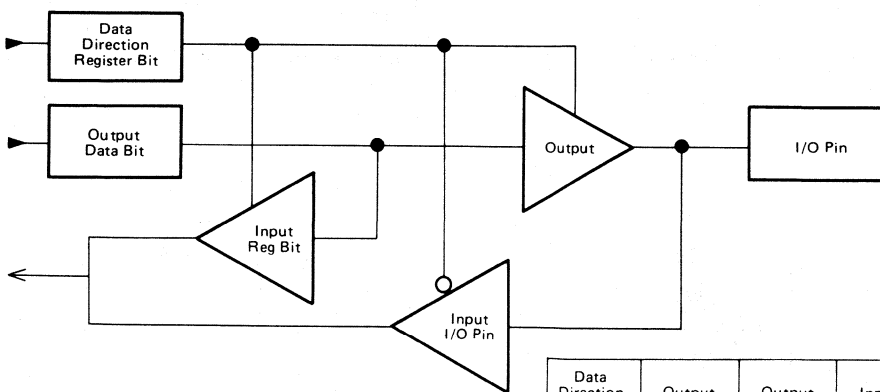 Data
Direction
Register Bit
Output
Data Bit
Output
I/O Pin
Input
Reg Bit
Input
I/O Pin
Data
Direction
Output
Output